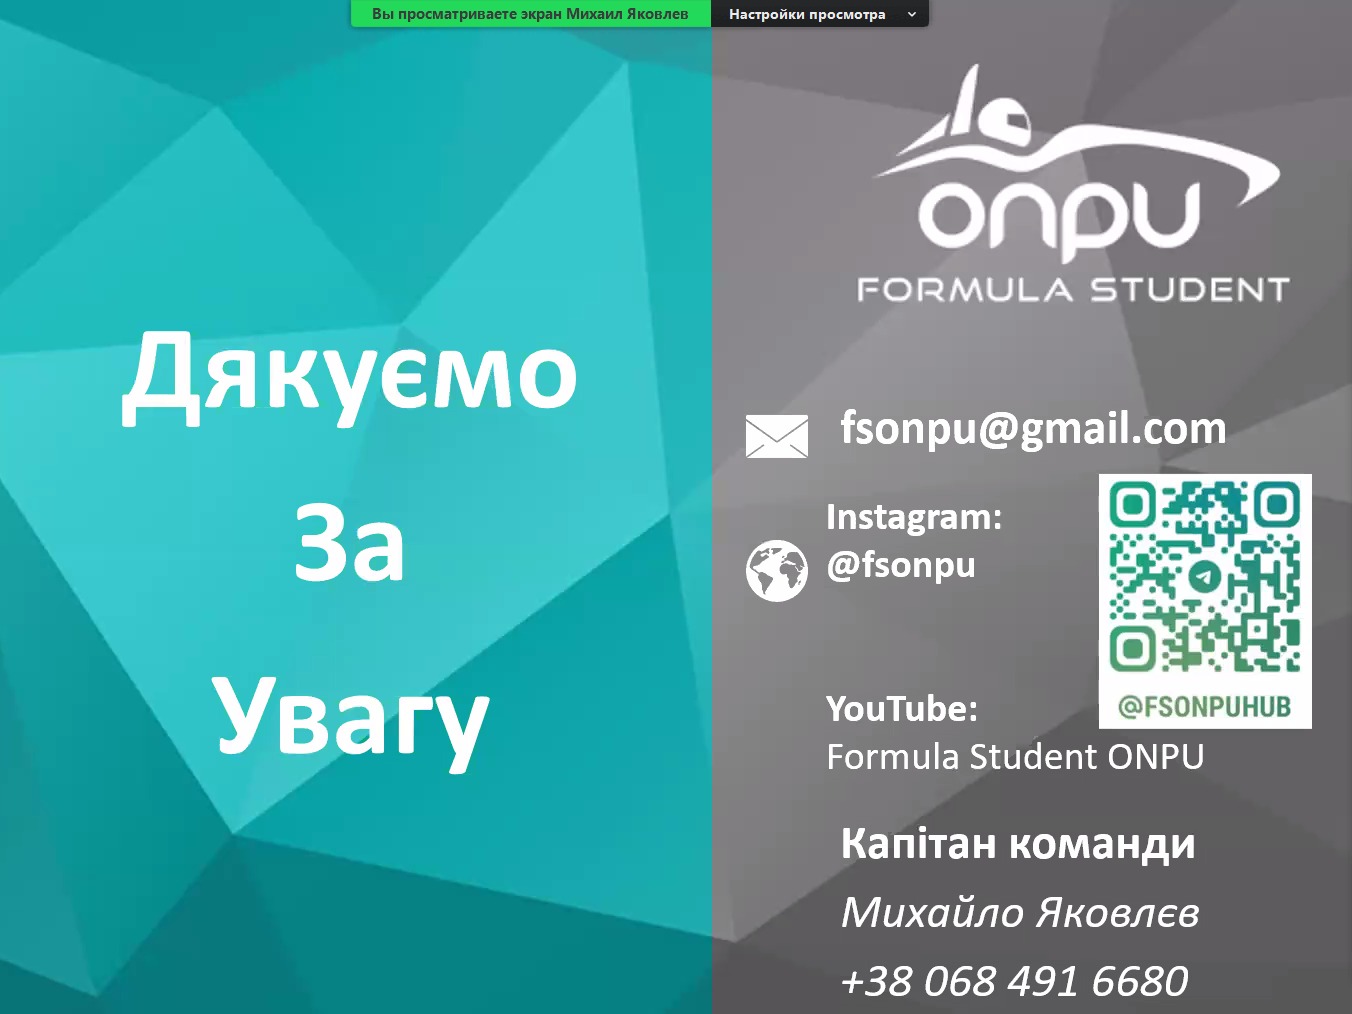 Вы просматриваете экран Михаил Яковлев
Настройки просмотра
Дякуємо
За
Увагу
onpu
FORMULA STUDENT
fsonpu@gmail.com
Instagram:
@fsonpu
@FSONPUHUB
YouTube:
Formula Student ONPU
Капітан команди
Михайло Яковлєв
+38 068 491 6680